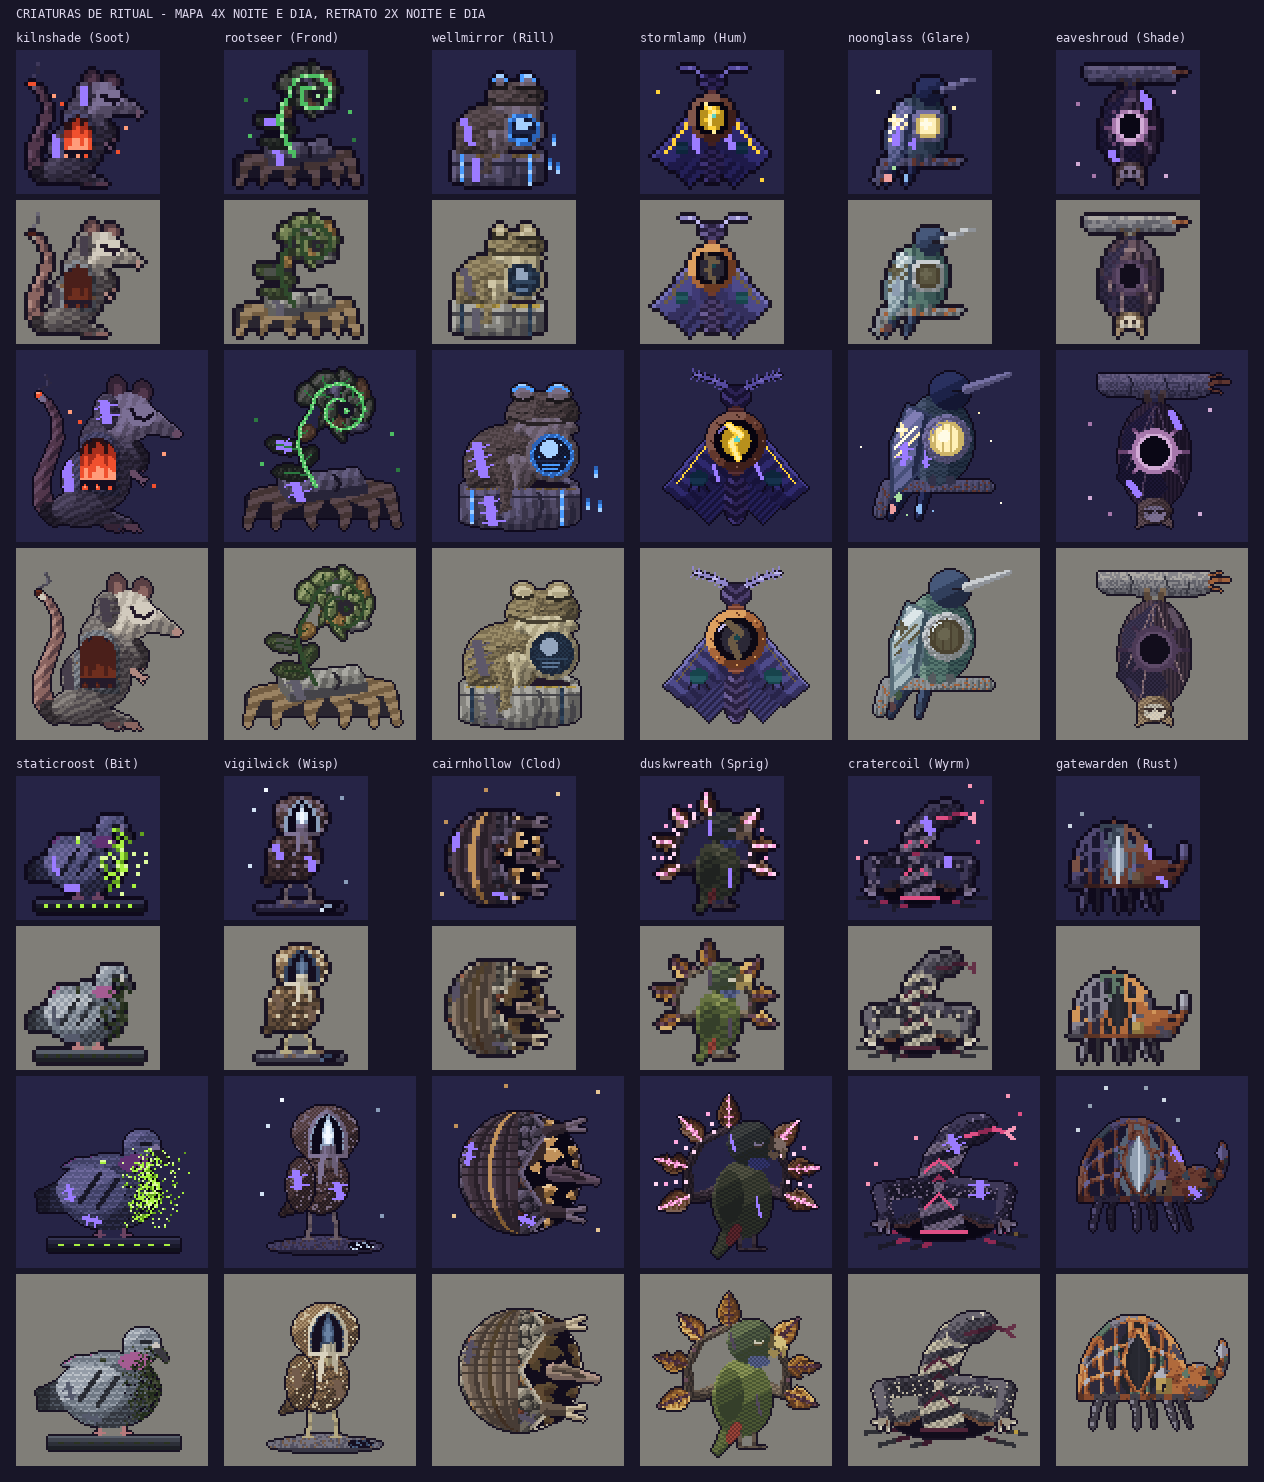 CRIATURAS DE RITUAL - MAPA 4X NOITE E DIA, RETRATO 2X NOITE E DIA
kilnshade (Soot) rootseer (Frond) wellmirror (Rill) stormlamp (Hum) noonglass (Glare) eaveshroud (Shade)
staticroost (Bit) vigilwick (Wisp) cairnhollow (Clod) duskwreath (Sprig) cratercoil (Wyrm) gatewarden (Rust)